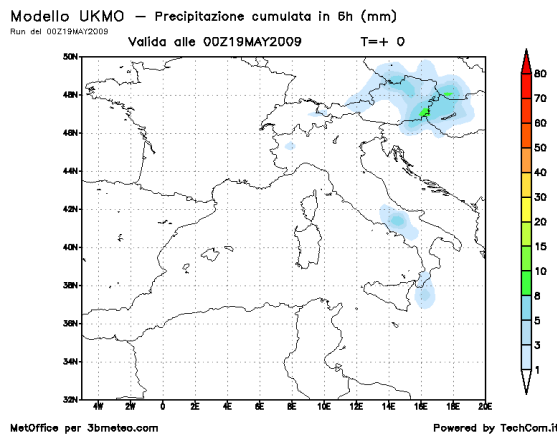 Modello UKMO – Precipitazione cumulata in 6h (mm)
Run del 00Z19MAY2009
Valida alle 00Z19MAY2009 T=+ 0
50N
48N
46N
44N
42N
40N
38N
36N
34N
32N
4W 2W 0 2E 4E 6E 8E 10E 12E 14E 16E 18E 20E
80
70
60
50
40
30
20
15
10
8
5
3
1
MetOffice per 3bmeteo.com Powered by TechCom.it